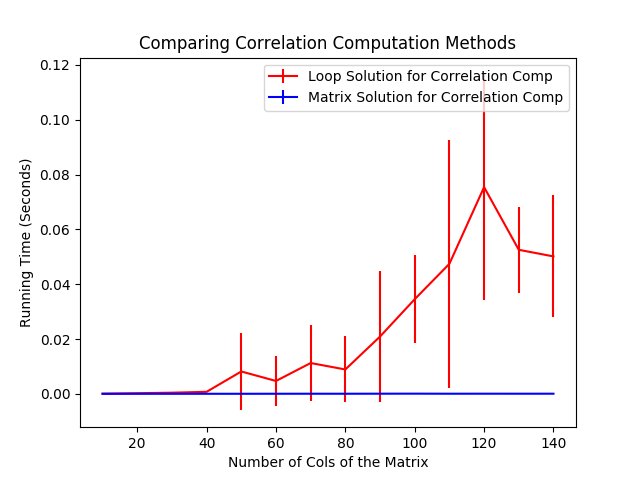 Comparing Correlation Computation Methods
Loop Solution for Correlation Comp
Matrix Solution for Correlation Comp
0.12
0.10
0.08
0.06
0.04
0.02
0.00
Running Time (Seconds)
20 40 60 80 100 120 140
Number of Cols of the Matrix